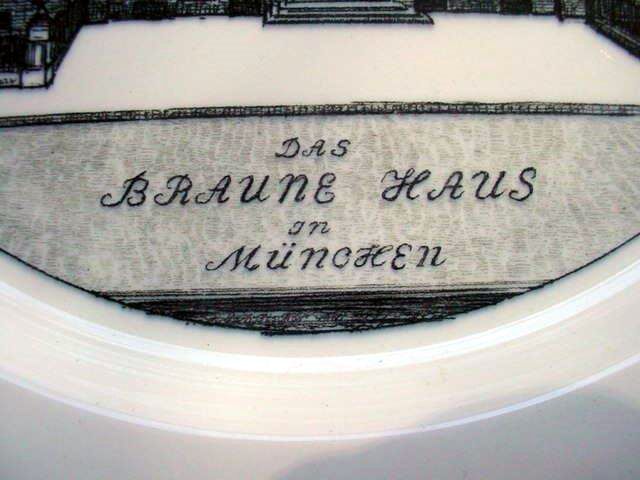 DAS
BRAUNE HAUS
in
MÜNCHEN